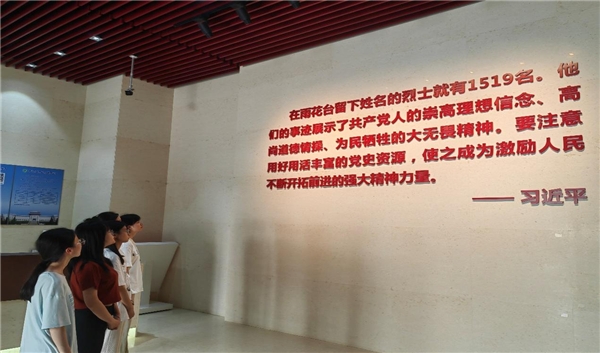 在雨花台留下姓名的烈士就有1519名。他
们的事迹展示了共产党人的崇高理想信念、高
尚道德情操、为民牺牲的大无畏精神。要注意
用好用活丰富的党史资源，使之成为激励人民
不断开拓前进的强大精神力量。
——习近平